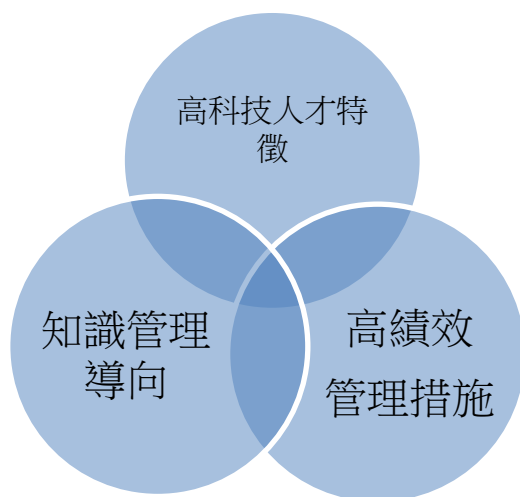 高科技人才特
徵
知識管理
導向
高績效
管理措施